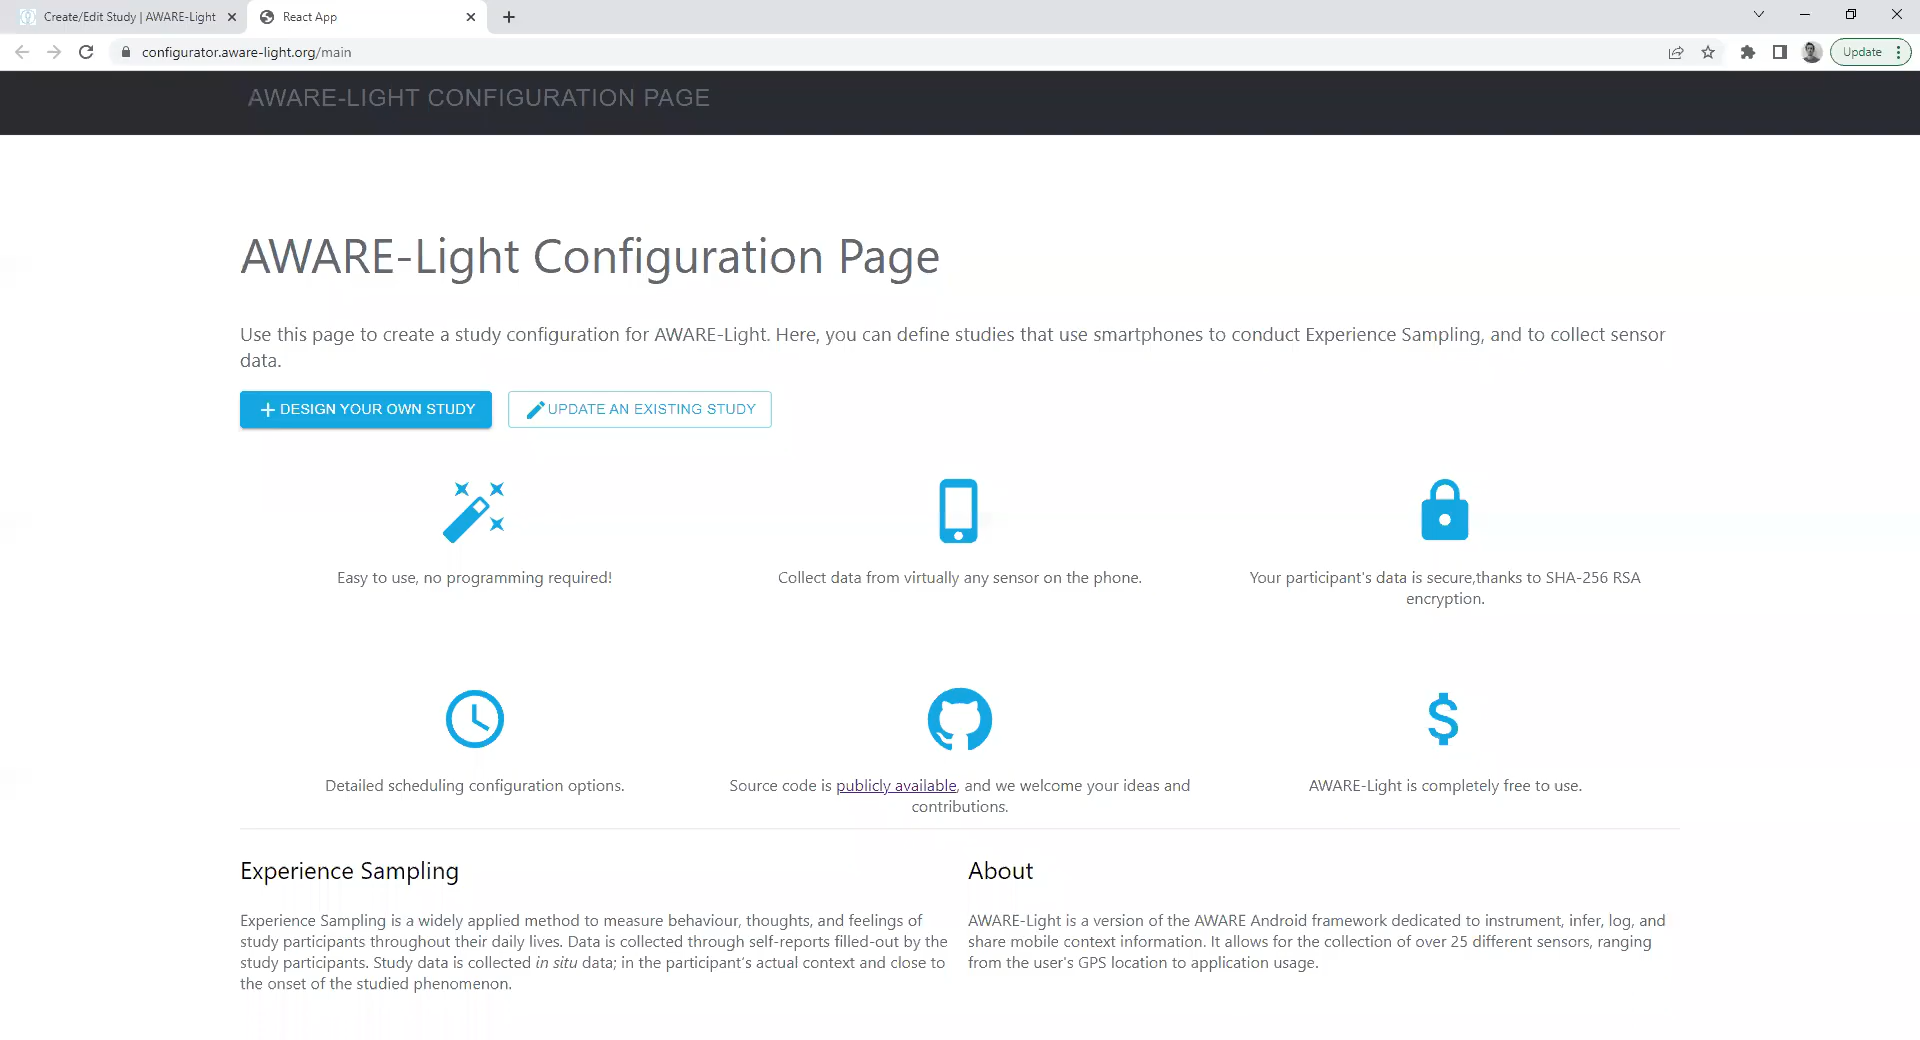 Create/Edit Study | AWARE-Light
React App
configurator.aware-light.org/main
Update
AWARE-LIGHT CONFIGURATION PAGE
AWARE-Light Configuration Page
Use this page to create a study configuration for AWARE-Light. Here, you can define studies that use smartphones to conduct Experience Sampling, and to collect sensor
data.
DESIGN YOUR OWN STUDY
UPDATE AN EXISTING STUDY
Easy to use, no programming required!
Collect data from virtually any sensor on the phone.
Your participant's data is secure,thanks to SHA-256 RSA
encryption.
Detailed scheduling configuration options.
Source code is publicly available, and we welcome your ideas and
contributions.
AWARE-Light is completely free to use.
Experience Sampling
Experience Sampling is a widely applied method to measure behaviour, thoughts, and feelings of
study participants throughout their daily lives. Data is collected through self-reports filled-out by the
study participants. Study data is collected in situ data; in the participant's actual context and close to
the onset of the studied phenomenon.
About
AWARE-Light is a version of the AWARE Android framework dedicated to instrument, infer, log, and
share mobile context information. It allows for the collection of over 25 different sensors, ranging
from the user's GPS location to application usage.